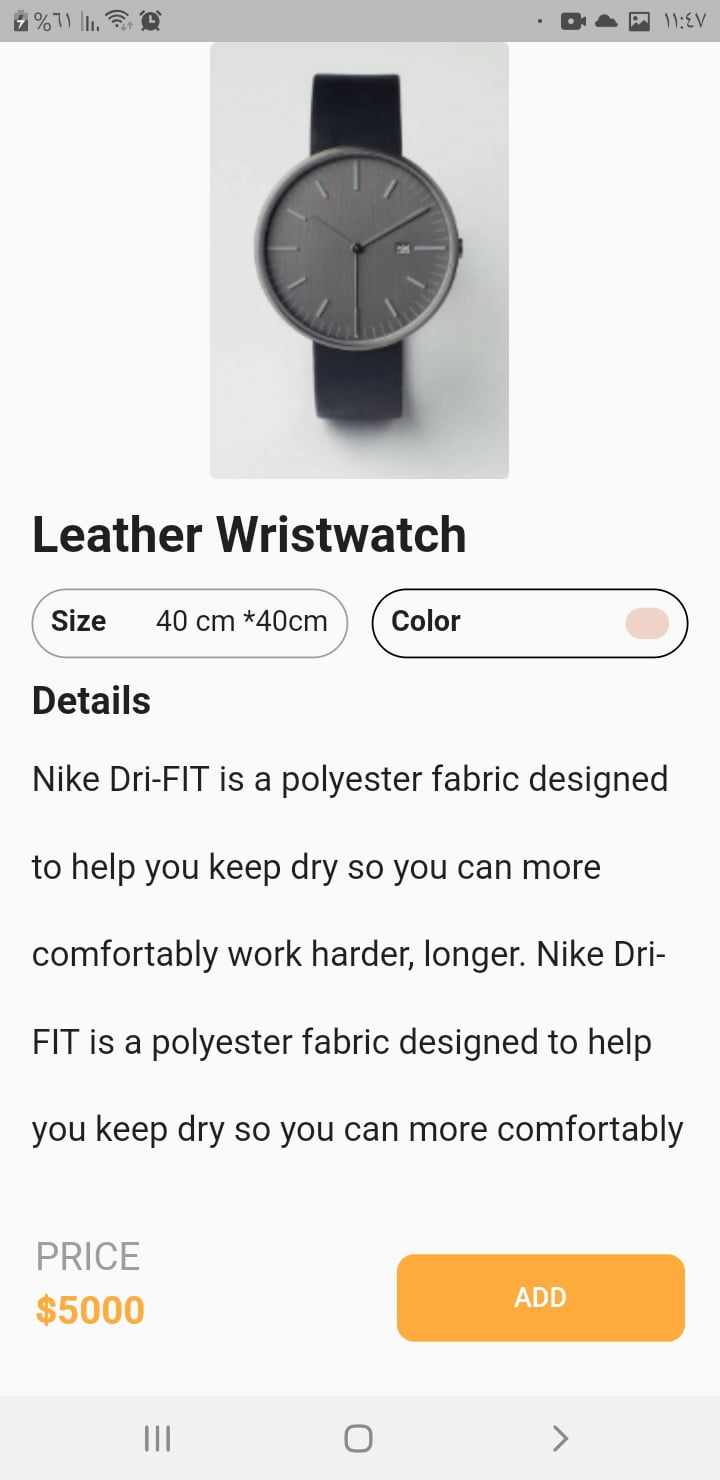 %٦١ ١١:٤٧
Leather Wristwatch
Size 40 cm *40cm Color
Details
Nike Dri-FIT is a polyester fabric designed
to help you keep dry so you can more
comfortably work harder, longer. Nike Dri-
FIT is a polyester fabric designed to help
you keep dry so you can more comfortably
PRICE
$5000
ADD